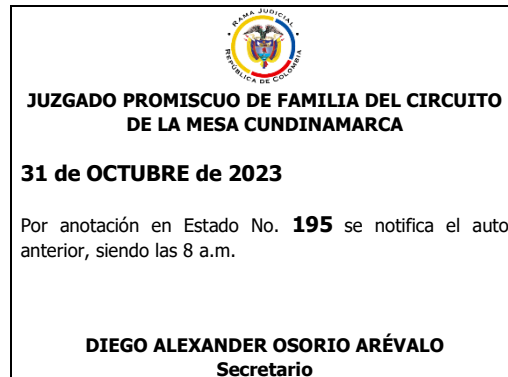 RAMA JUDICIAL
REPÚBLICA DE COLOMBIA
JUZGADO PROMISCUO DE FAMILIA DEL CIRCUITO
DE LA MESA CUNDINAMARCA
31 de OCTUBRE de 2023
Por anotación en Estado No. 195 se notifica el auto
anterior, siendo las 8 a.m.
DIEGO ALEXANDER OSORIO ARÉVALO
Secretario